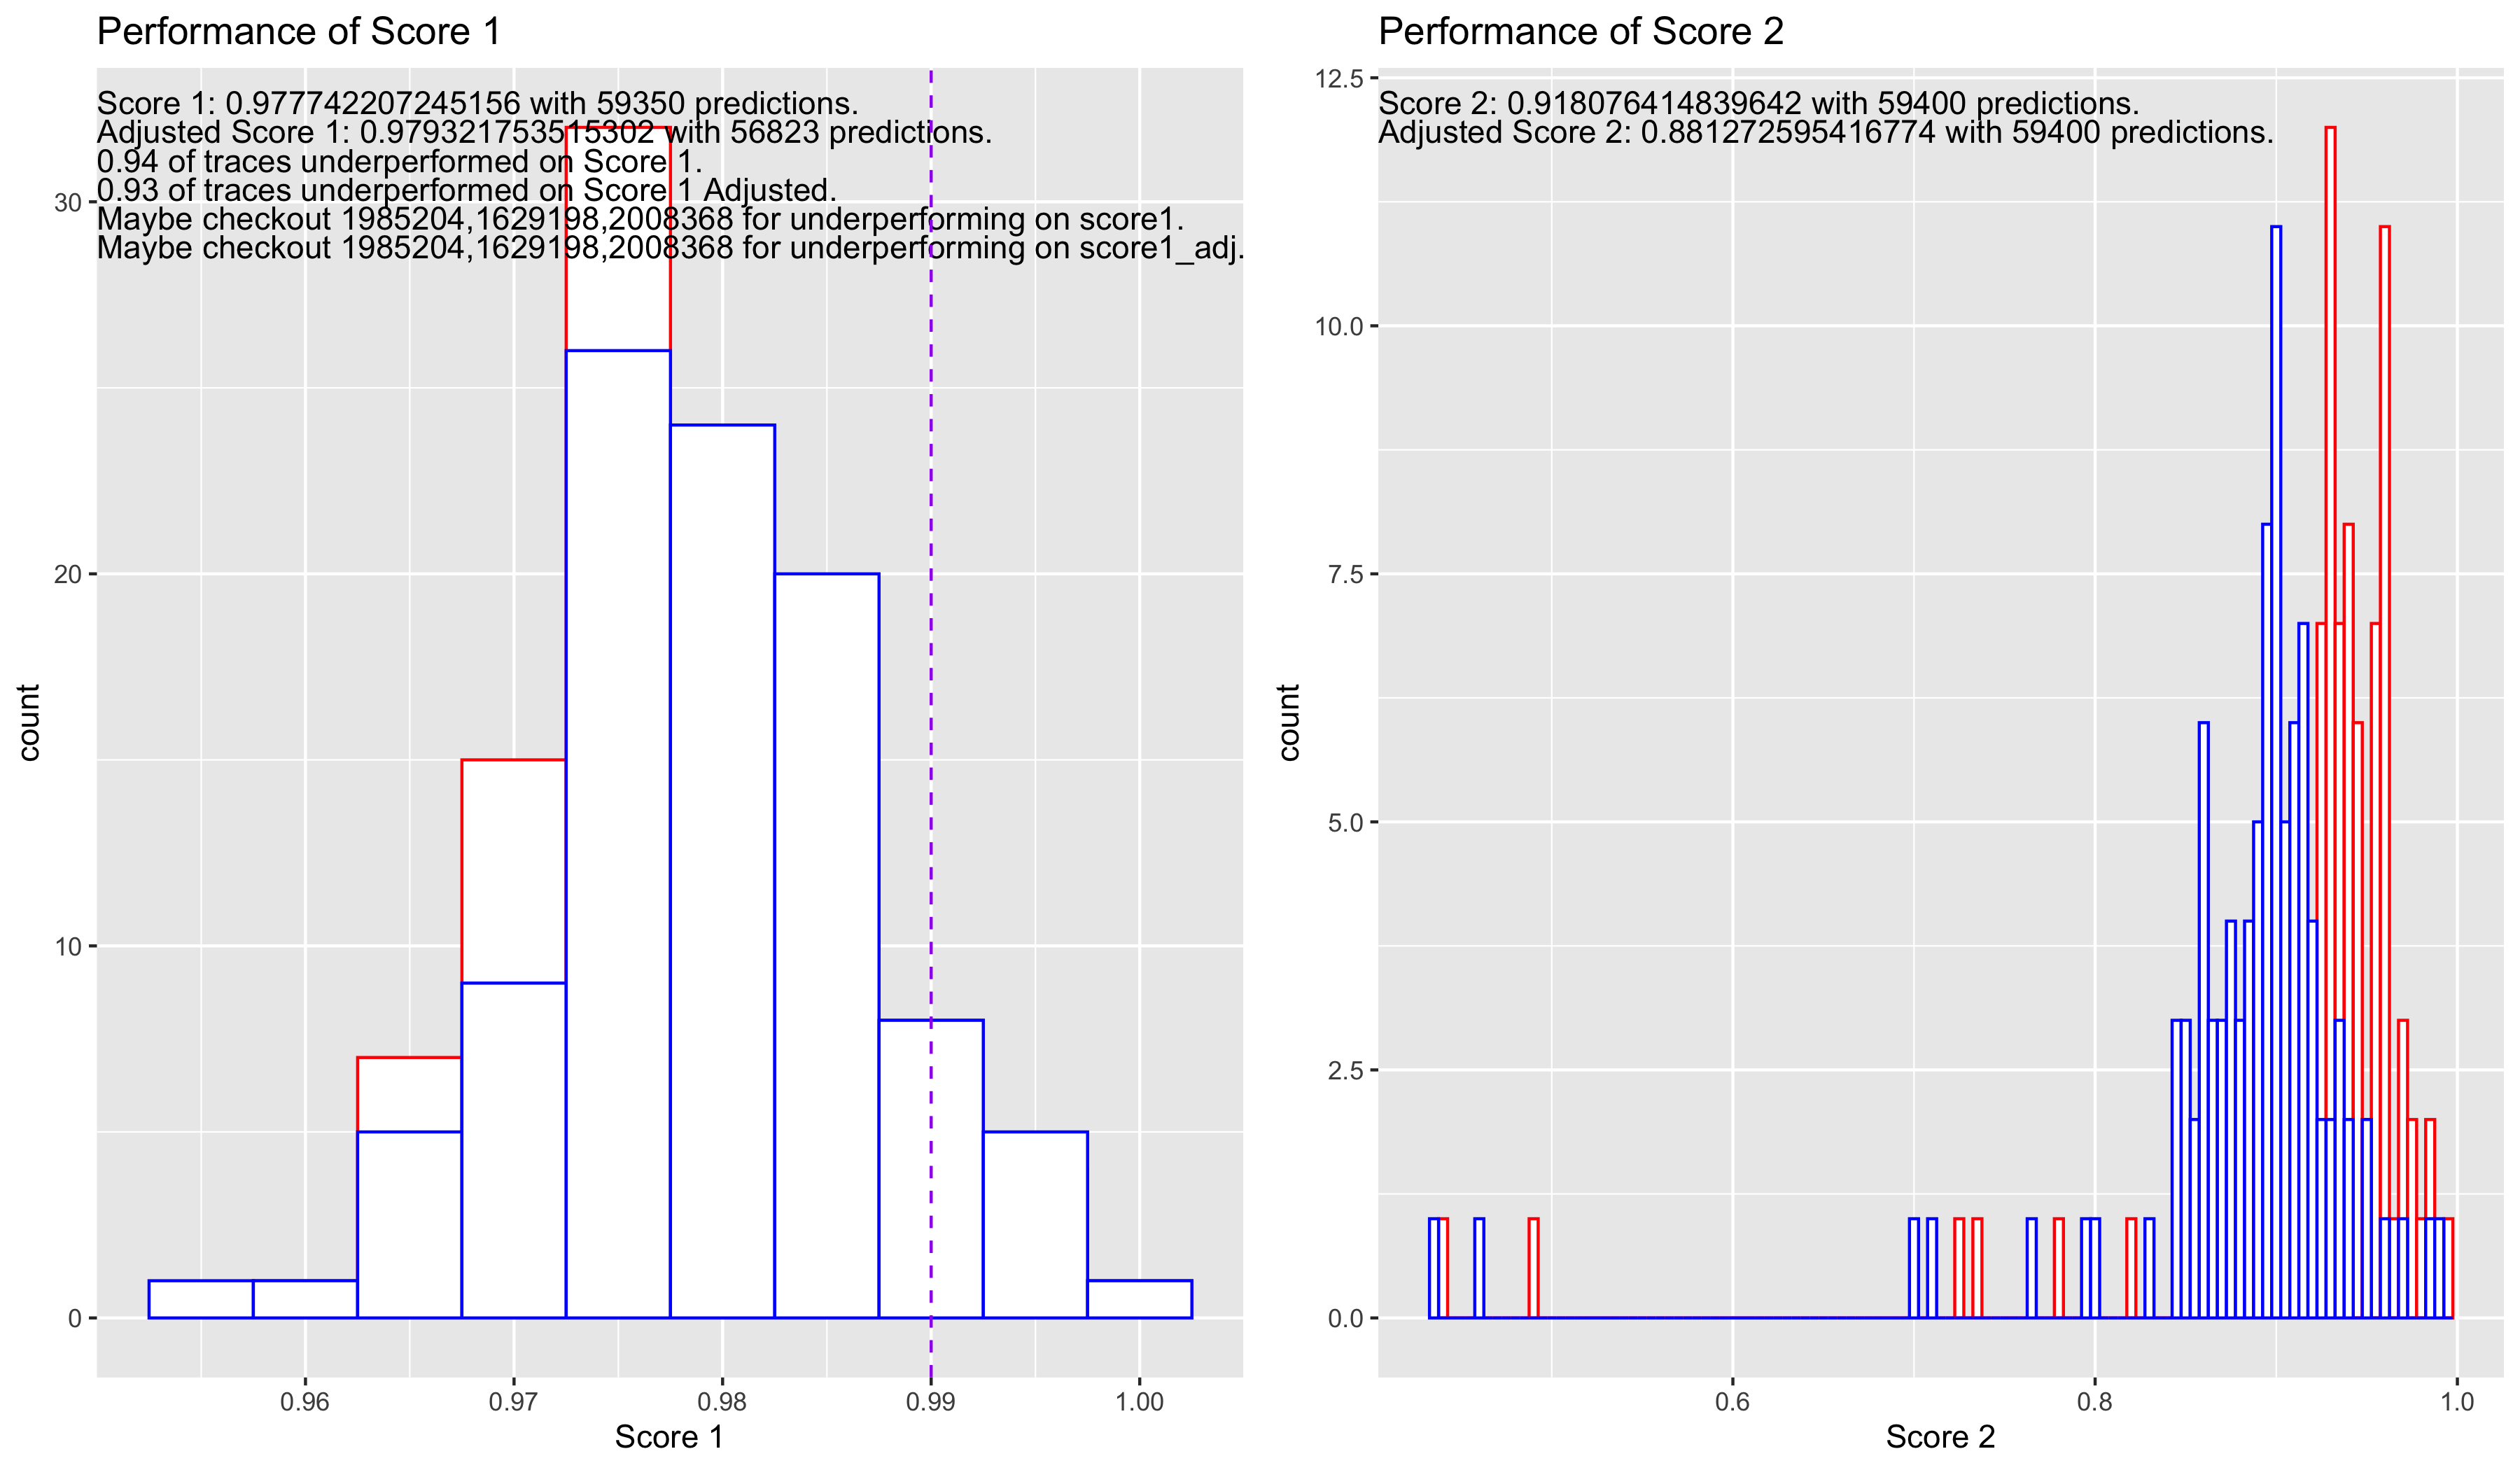 Performance of Score 1
Score 1: 0.977742207245156 with 59350 predictions.
Adjusted Score 1: 0.979321753515302 with 56823 predictions.
0.94 of traces underperformed on Score 1.
0.93 of traces underperformed on Score 1 Adjusted.
Maybe checkout 1985204,1629198,2008368 for underperforming on score1.
Maybe checkout 1985204,1629198,2008368 for underperforming on score1_adj.
30
20
10
0
count
0.96 0.97 0.98 0.99 1.00
Score 1
Performance of Score 2
Score 2: 0.918076414839642 with 59400 predictions.
Adjusted Score 2: 0.881272595416774 with 59400 predictions.
12.5
10.0
7.5
5.0
2.5
0.0
count
0.6 0.8 1.0
Score 2